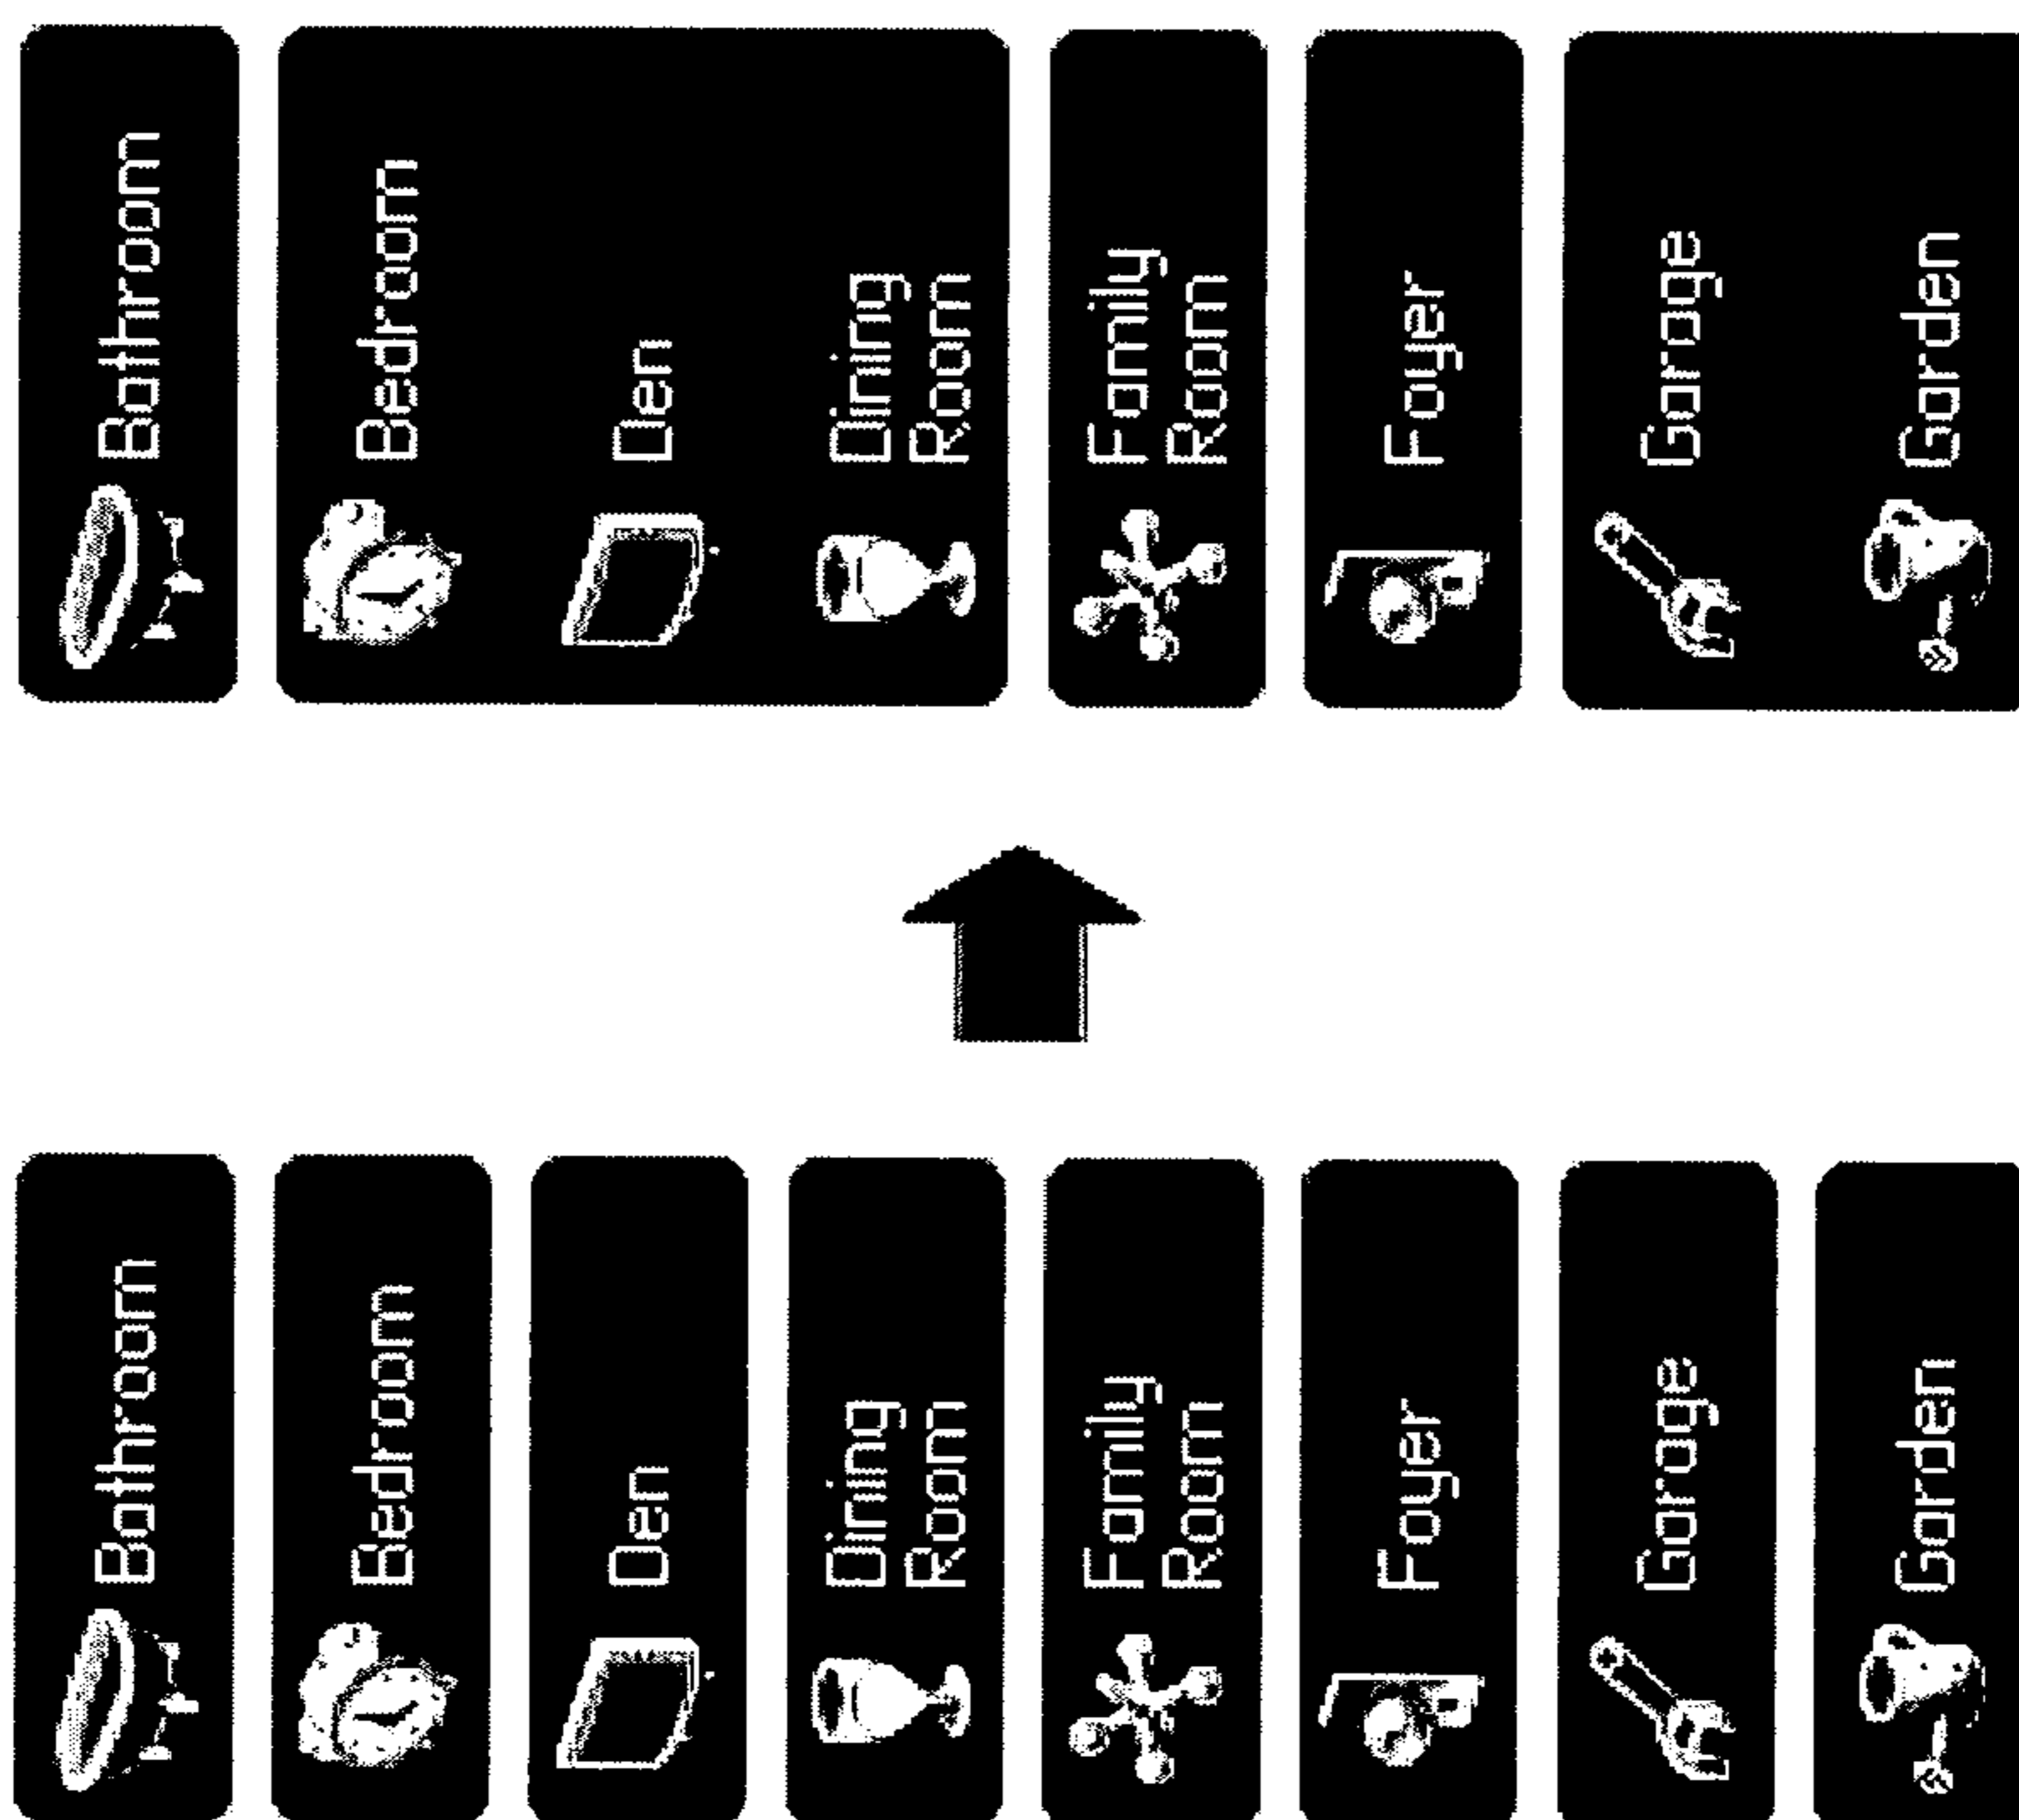 Bathroom
Bedroom
Den
Dining
Room
Family
Room
Foyer
Garage
Garden
Bathroom
Bedroom
Den
Dining
Room
Family
Room
Foyer
Garage
Garden